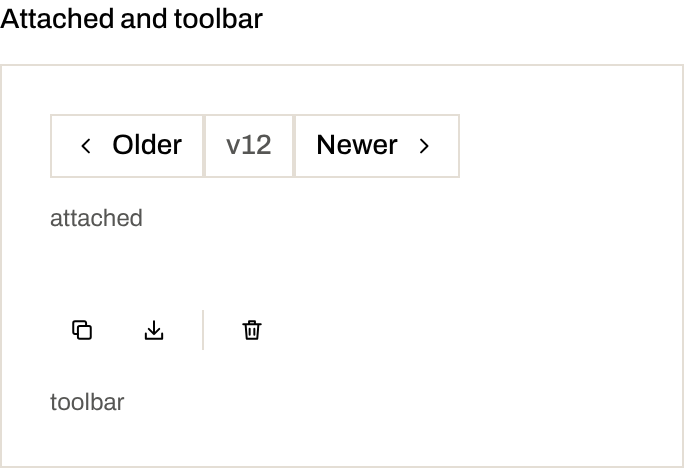 Attached and toolbar
Older v12 Newer
attached
toolbar